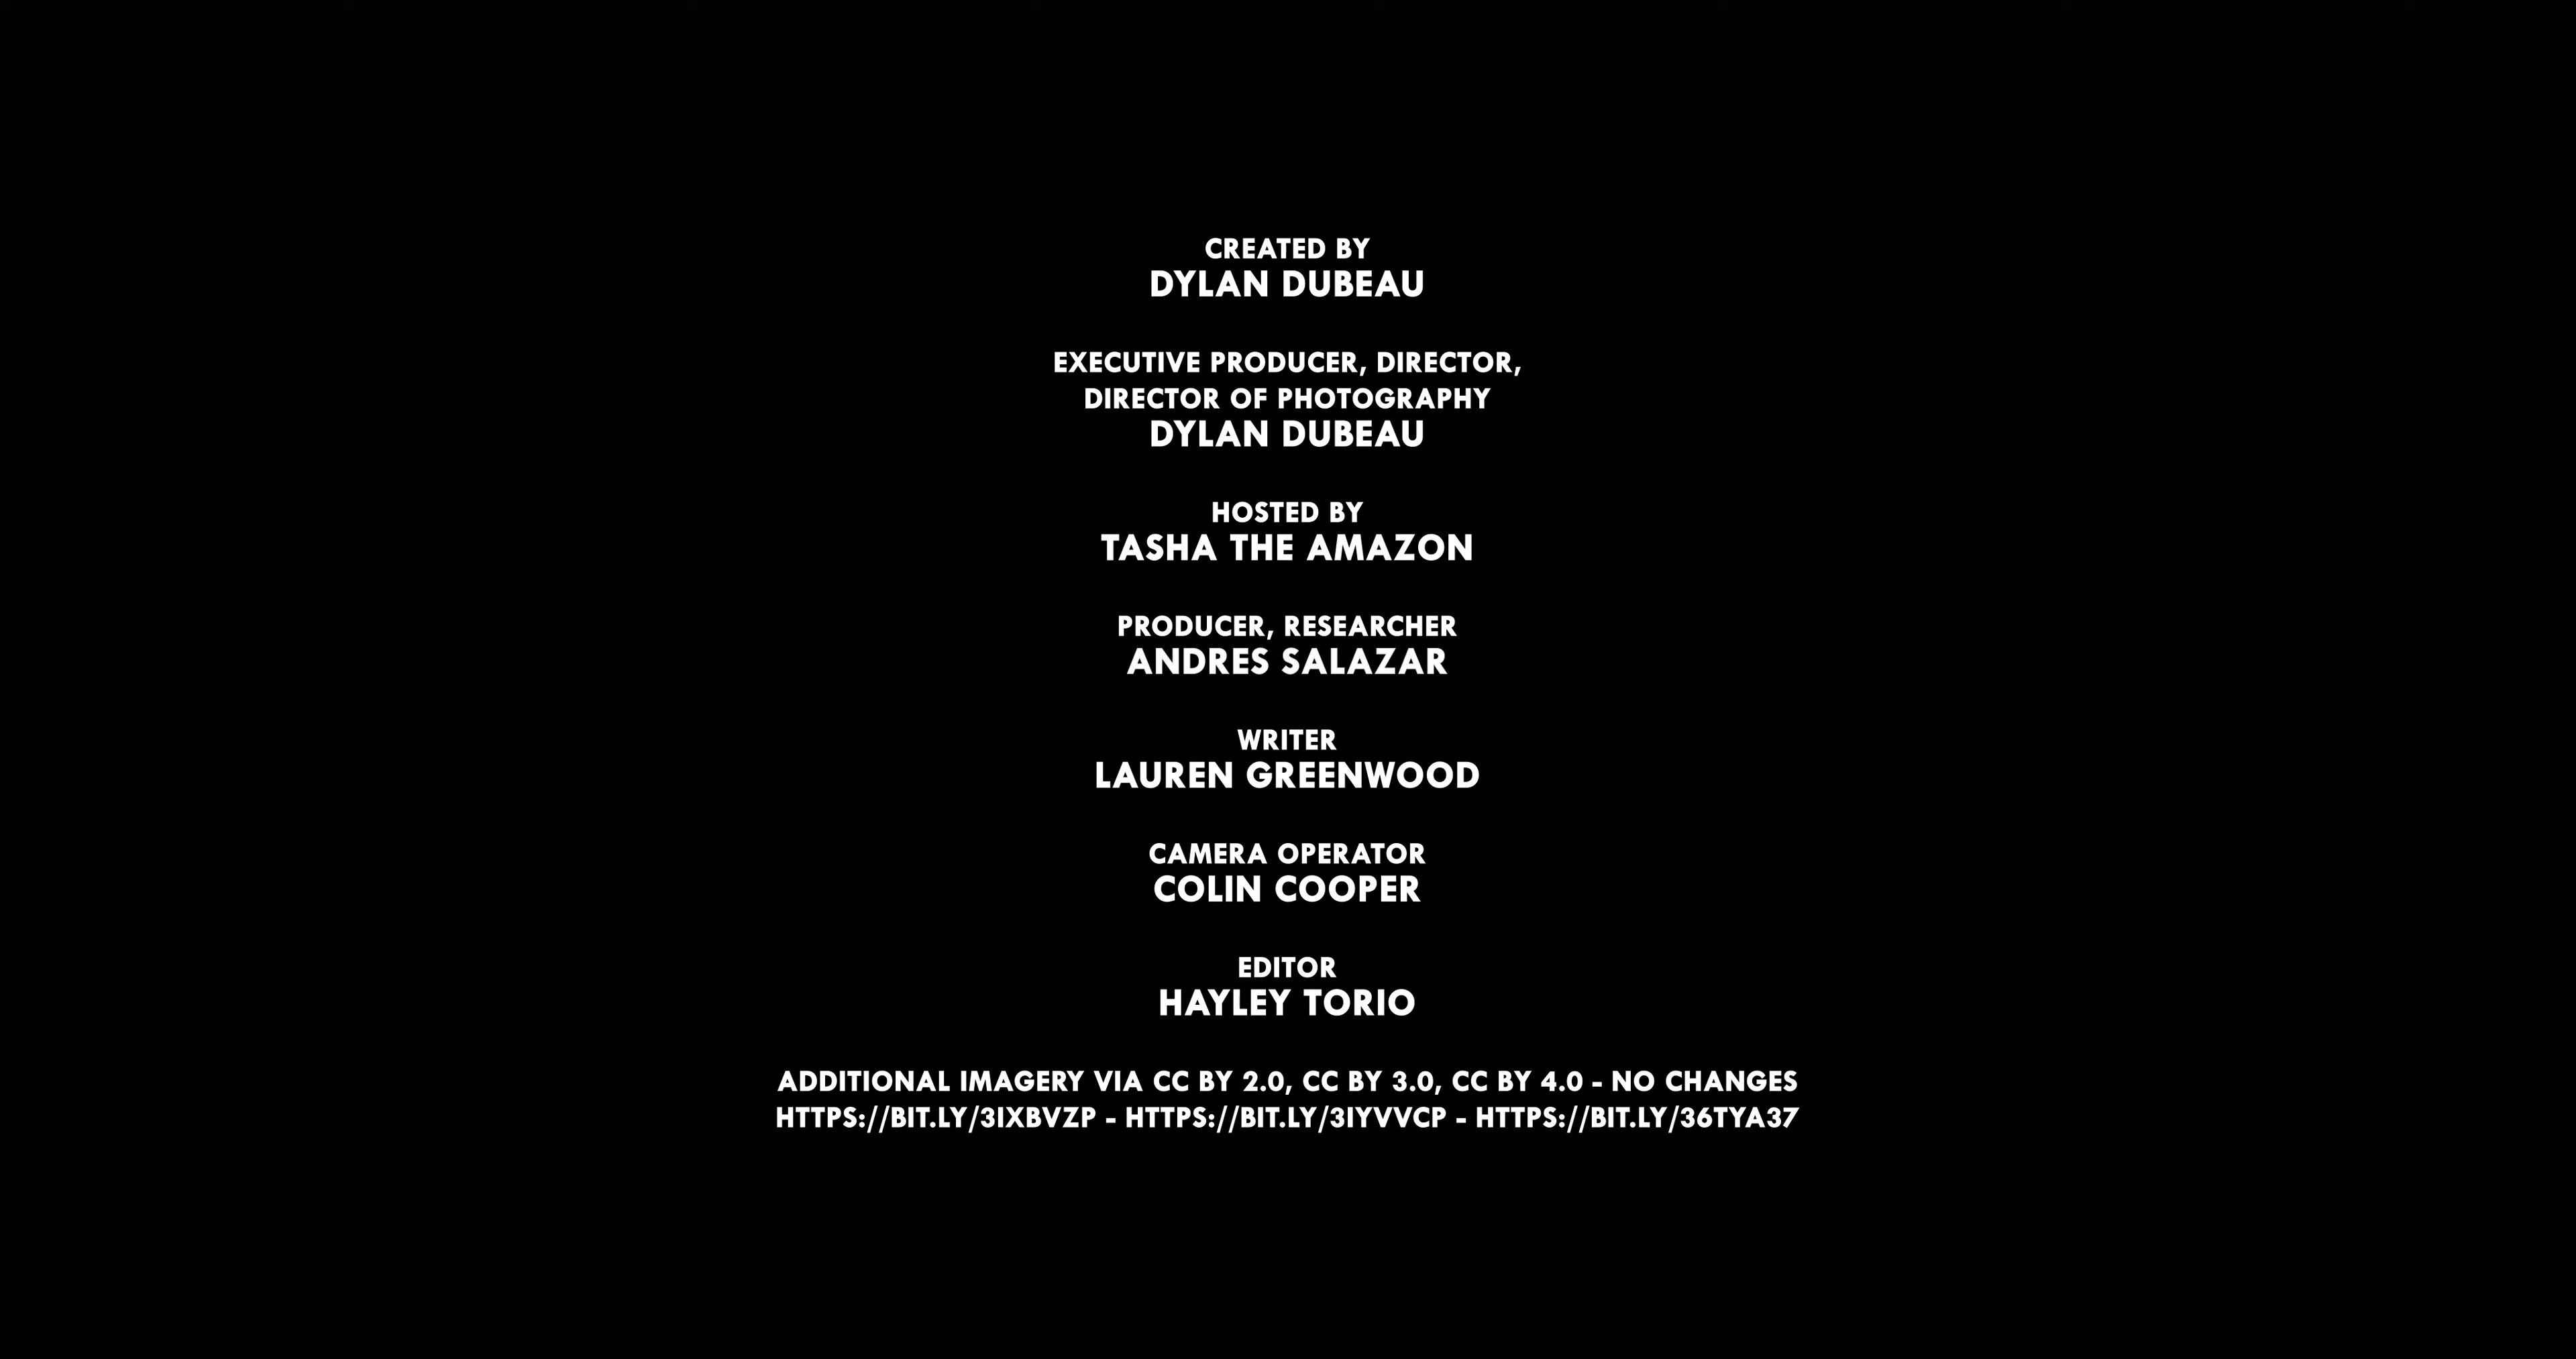 CREATED BY
DYLAN DUBEAU
EXECUTIVE PRODUCER, DIRECTOR,
DIRECTOR OF PHOTOGRAPHY
DYLAN DUBEAU
HOSTED BY
TASHA THE AMAZON
PRODUCER, RESEARCHER
ANDRES SALAZAR
WRITER
LAUREN GREENWOOD
CAMERA OPERATOR
COLIN COOPER
EDITOR
HAYLEY TORIO
ADDITIONAL IMAGERY VIA CC BY 2.0, CC BY 3.0, CC BY 4.0 - NO CHANGES
HTTPS://BIT.LY/3IXBVZP - HTTPS://BIT.LY/3IYVVCP - HTTPS://BIT.LY/36TYA37